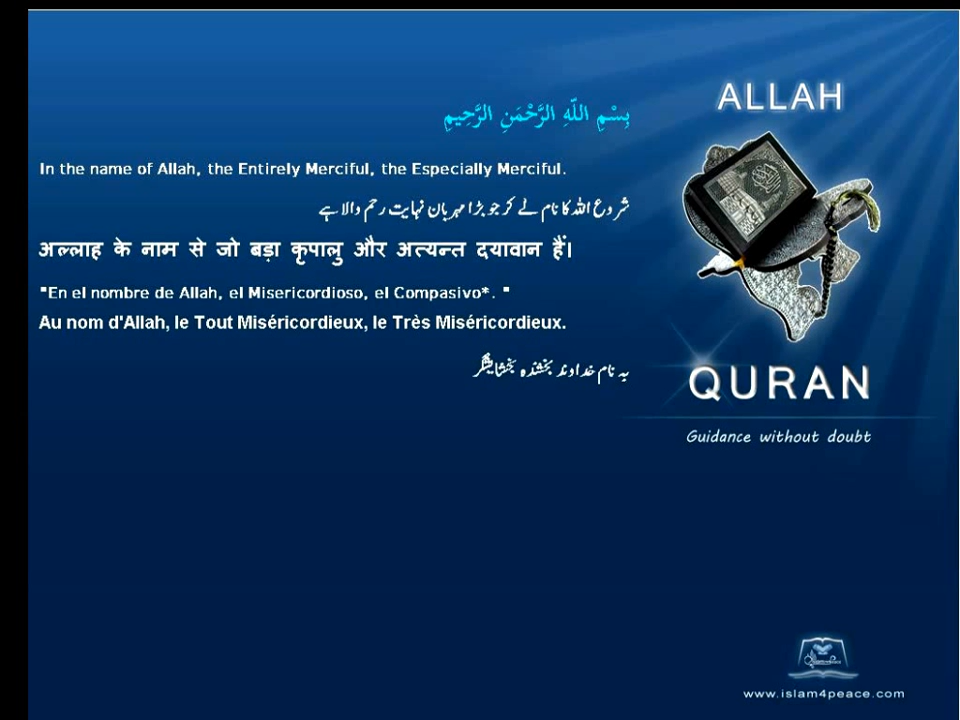 بِسْمِ اللّهِ الرَّحْمَنِ الرَّحِيمِ
In the name of Allah, the Entirely Merciful, the Especially Merciful.
شروع اللہ کا نام لے کر جو بڑا مہربان نہایت رحم والا ہے
अल्लाह के नाम से जो बड़ा कृपालु और अत्यन्त दयावान हैं।
"En el nombre de Allah, el Misericordioso, el Compasivo*. "
Au nom d'Allah, le Tout Miséricordieux, le Très Miséricordieux.
به نام خداوند بخشنده بخشایشگر
ALLAH
QURAN
Guidance without doubt
www.islam4peace.com